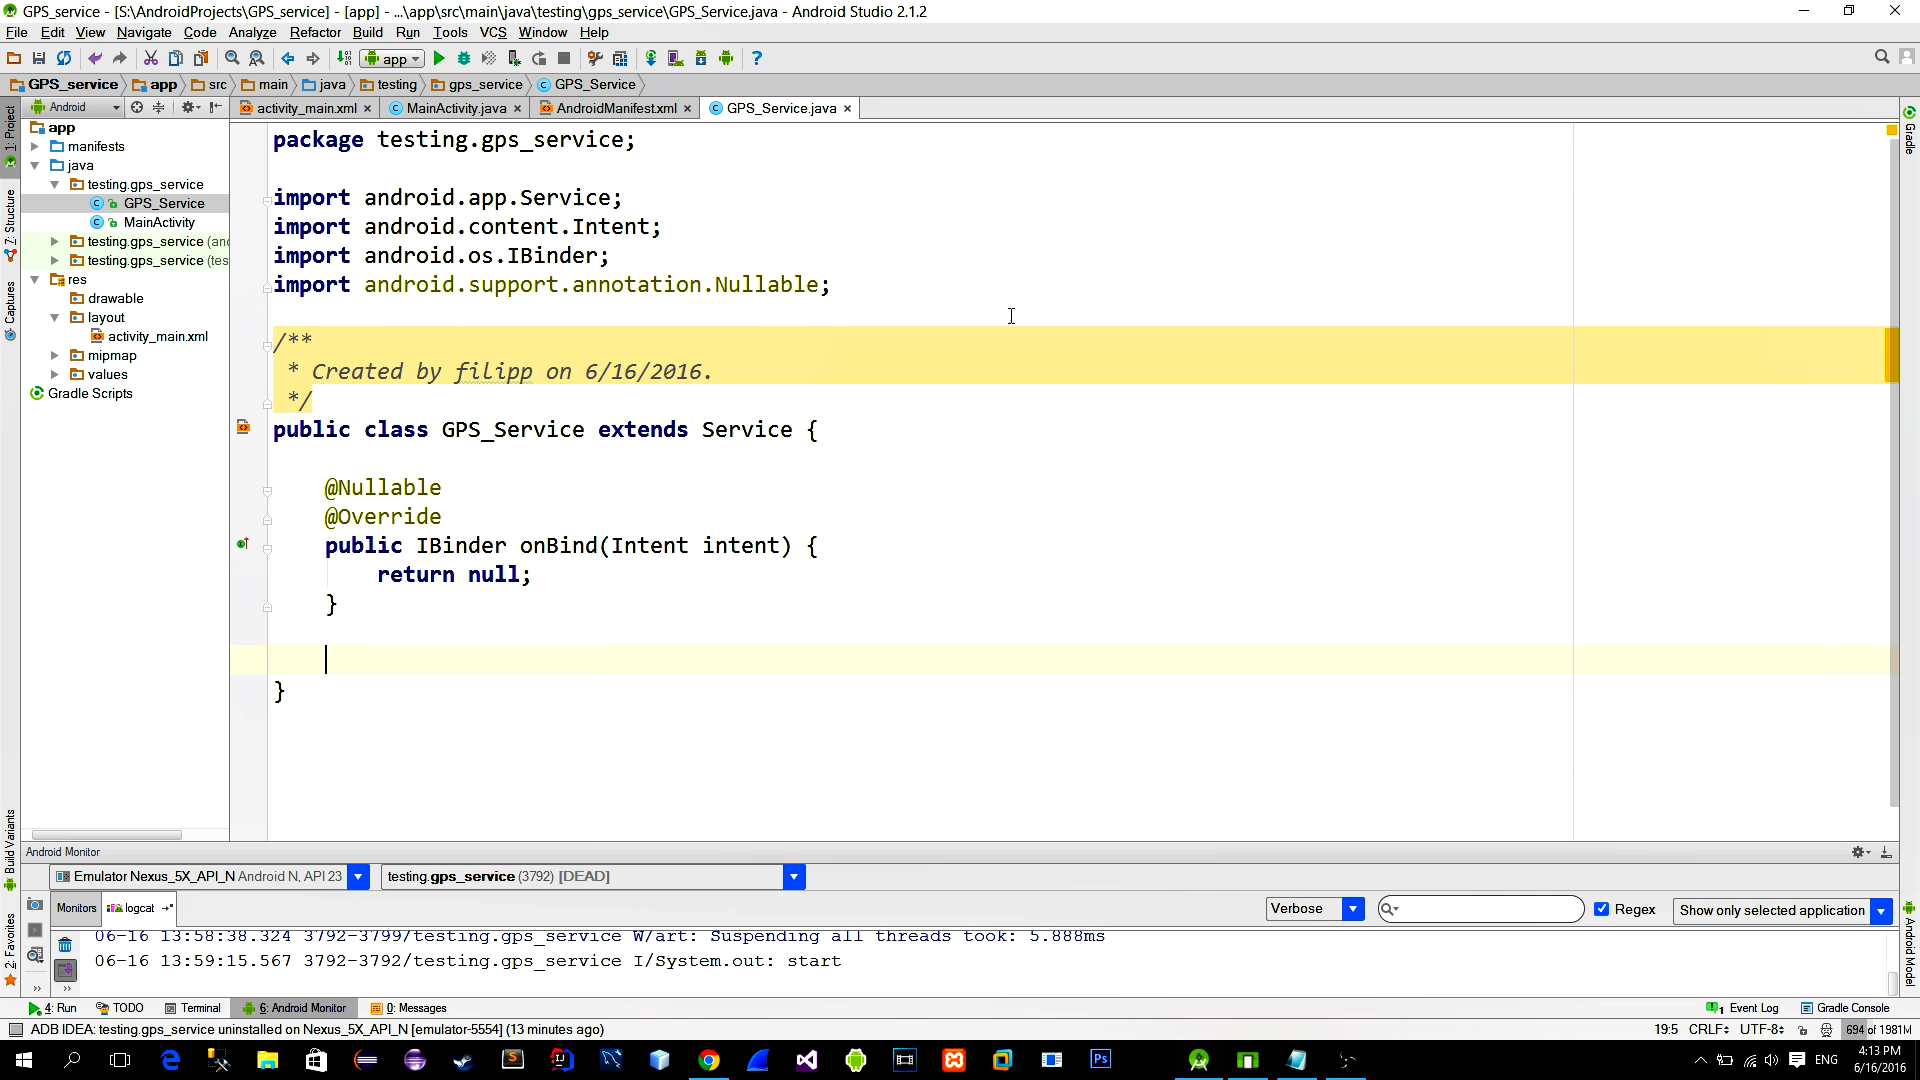 GPS_service - [S:\AndroidProjects\GPS_service] - [app] - ...\app\src\main\java\testing\gps_service\GPS_Service.java - Android Studio 2.1.2
File Edit View Navigate Code Analyze Refactor Build Run Tools VCS Window Help
app
GPS_service app src main java testing gps_service GPS_Service
Android activity_main.xml MainActivity.java AndroidManifest.xml GPS_Service.java
1: Project
Z: Structure
Captures
Build Variants
2: Favorites
Gradle
Android Model
app
manifests
java
testing.gps_service
GPS_Service
MainActivity
testing.gps_service (and
testing.gps_service (tes
res
drawable
layout
activity_main.xml
mipmap
values
Gradle Scripts
package testing.gps_service;
import android.app.Service;
import android.content.Intent;
import android.os.IBinder;
import android.support.annotation.Nullable;
/**
* Created by filipp on 6/16/2016.
*/
public class GPS_Service extends Service {
@Nullable
@Override
public IBinder onBind(Intent intent) {
return null;
}
}
Android Monitor
Emulator Nexus_5X_API_N Android N, API 23 testing.gps_service (3792) [DEAD]
Monitors logcat Verbose Regex Show only selected application
06-16 13:58:38.324 3792-3799/testing.gps_service W/art: Suspending all threads took: 5.888ms
06-16 13:59:15.567 3792-3792/testing.gps_service I/System.out: start
4: Run TODO Terminal 6: Android Monitor 0: Messages 1 Event Log Gradle Console
ADB IDEA: testing.gps_service uninstalled on Nexus_5X_API_N [emulator-5554] (13 minutes ago) 19:5 CRLF UTF-8 694 of 1981M
ENG 4:13 PM
6/16/2016